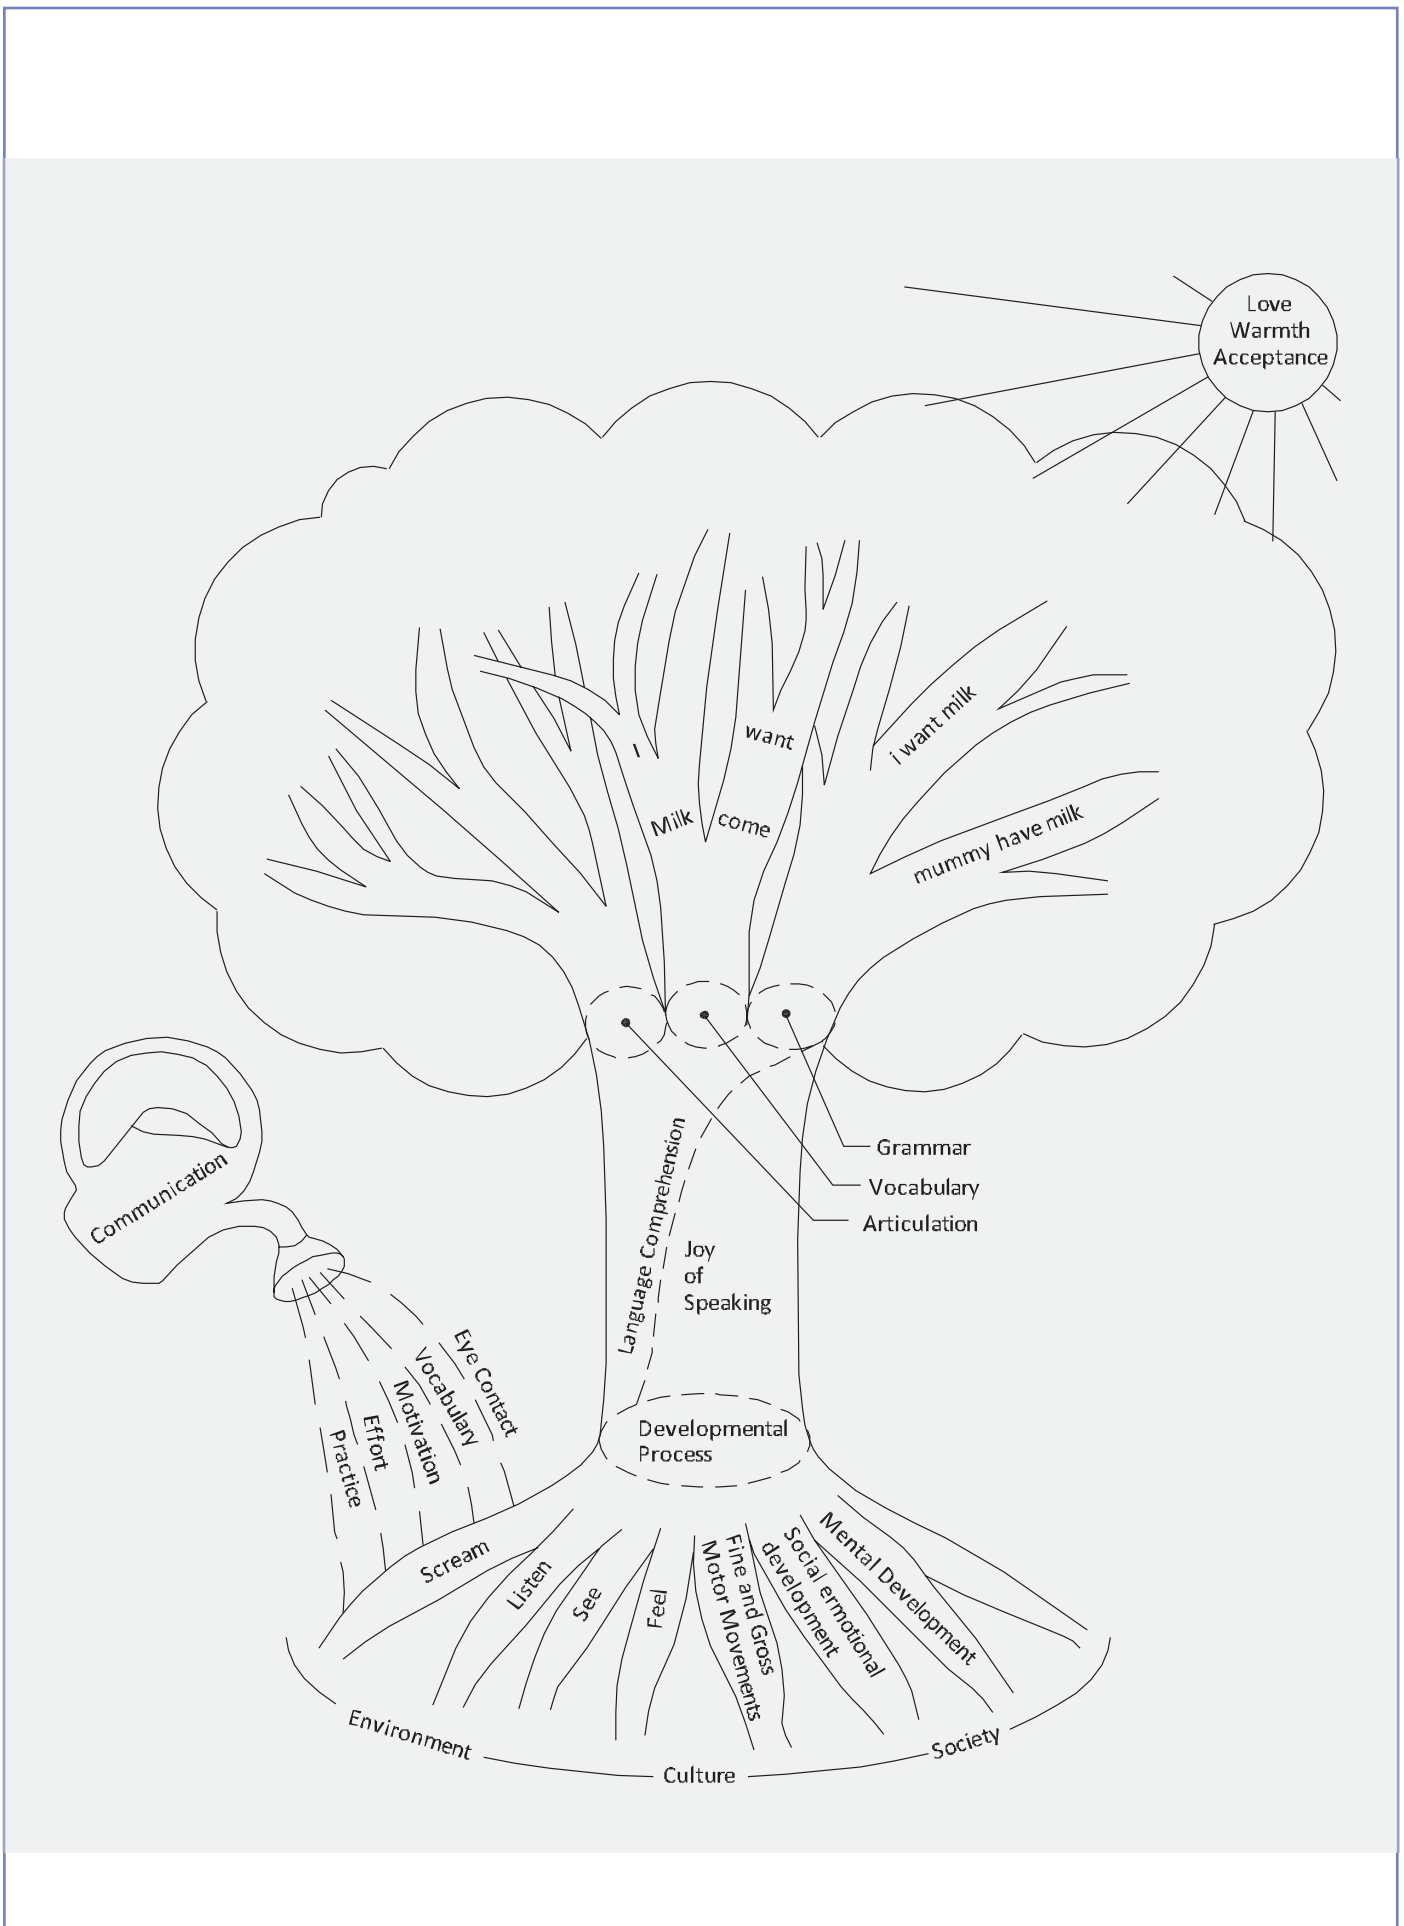 Love
Warmth
Acceptance
I
want
i want milk
Milk
come
mummy have milk
Grammar
Vocabulary
Articulation
Communication
Language Comprehension
Joy
of
Speaking
Eye Contact
Vocabulary
Motivation
Effort
Practice
Developmental
Process
Scream
Listen
See
Feel
Fine and Gross
Motor Movements
Social ermotional
development
Mental Development
Environment
Culture
Society